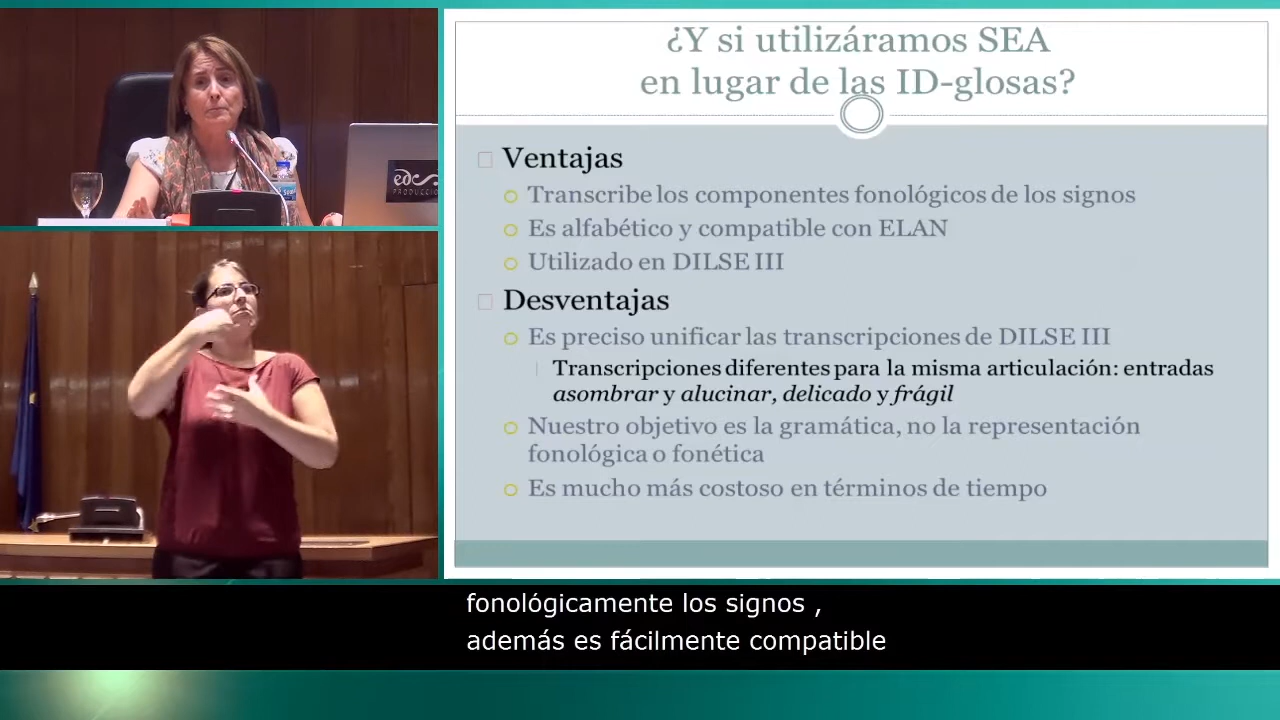 ¿Y si utilizáramos SEA
en lugar de las ID-glosas?
Ventajas
Transcribe los componentes fonológicos de los signos
Es alfabético y compatible con ELAN
Utilizado en DILSE III
Desventajas
Es preciso unificar las transcripciones de DILSE III
Transcripciones diferentes para la misma articulación: entradas
asombrar y alucinar, delicado y frágil
Nuestro objetivo es la gramática, no la representación
fonológica o fonética
Es mucho más costoso en términos de tiempo
fonológicamente los signos ,
además es fácilmente compatible